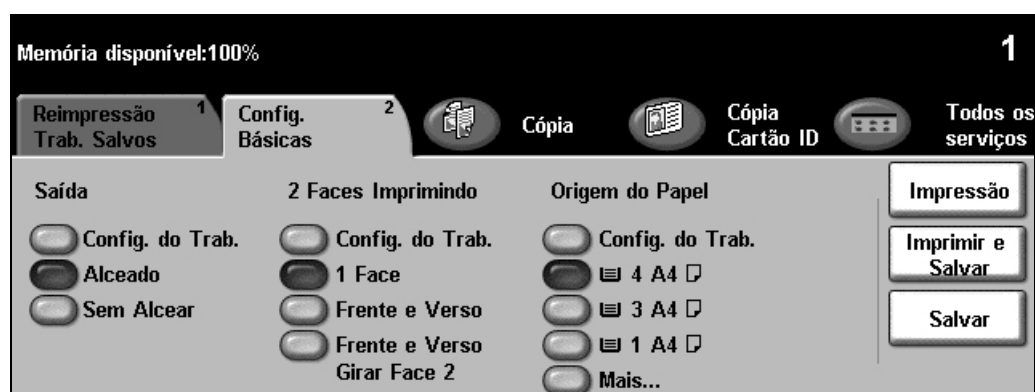 Memória disponível:100%
1
Reimpressão 1
Trab. Salvos
Config. 2
Básicas
Cópia
Cópia
Cartão ID
Todos os
serviços
Saída
Config. do Trab.
Alceado
Sem Alcear
2 Faces Imprimindo
Config. do Trab.
1 Face
Frente e Verso
Frente e Verso
Girar Face 2
Origem do Papel
Config. do Trab.
4 A4
3 A4
1 A4
Mais...
Impressão
Imprimir e
Salvar
Salvar